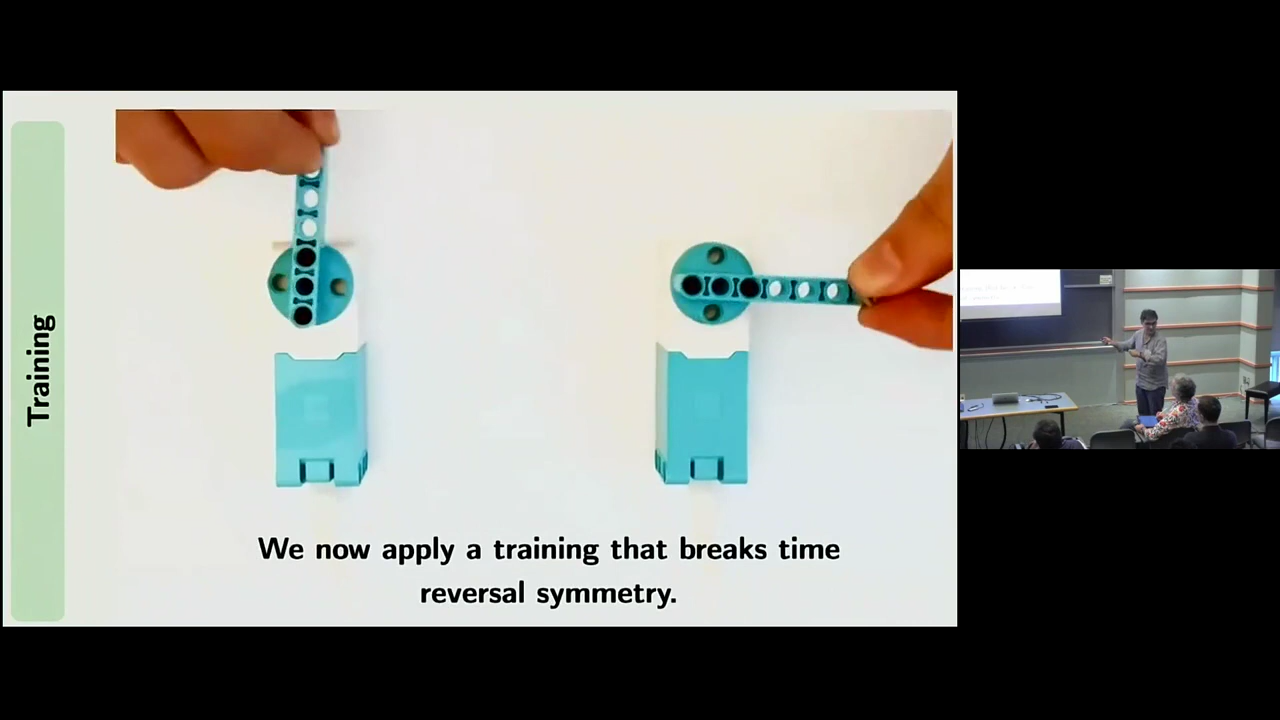 Training
We now apply a training that breaks time
reversal symmetry.